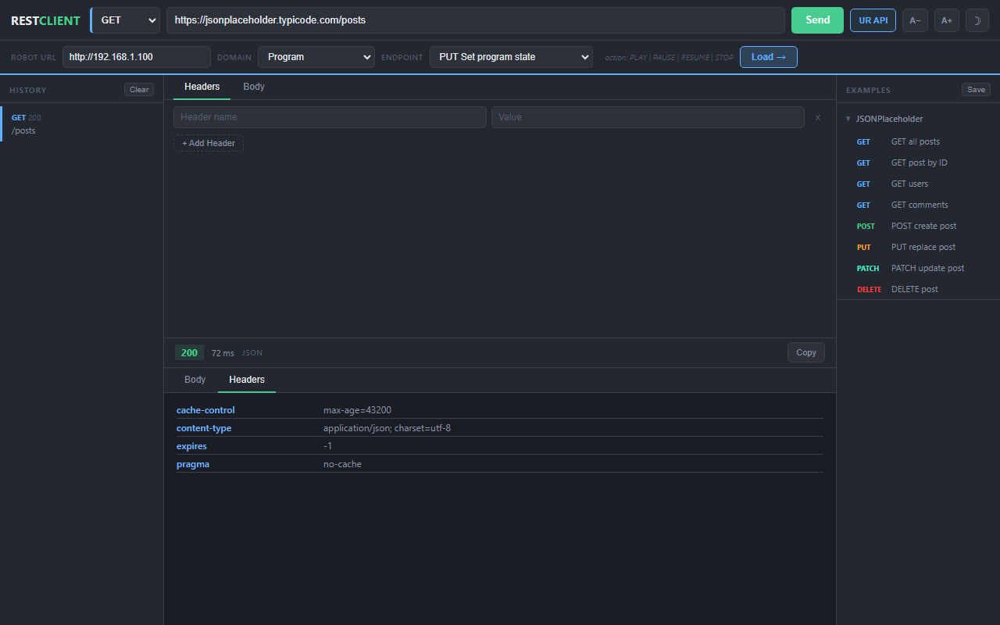 RESTCLIENT GET https://jsonplaceholder.typicode.com/posts Send UR API A− A+ ☽
ROBOT URL http://192.168.1.100 DOMAIN Program ENDPOINT PUT Set program state action: PLAY | PAUSE | RESUME | STOP Load →
HISTORY Clear
GET 200
/posts
Headers Body
Header name Value x
+ Add Header
200 72 ms JSON Copy
Body Headers
cache-control max-age=43200
content-type application/json; charset=utf-8
expires -1
pragma no-cache
EXAMPLES Save
▼ JSONPlaceholder
GET GET all posts
GET GET post by ID
GET GET users
GET GET comments
POST POST create post
PUT PUT replace post
PATCH PATCH update post
DELETE DELETE post